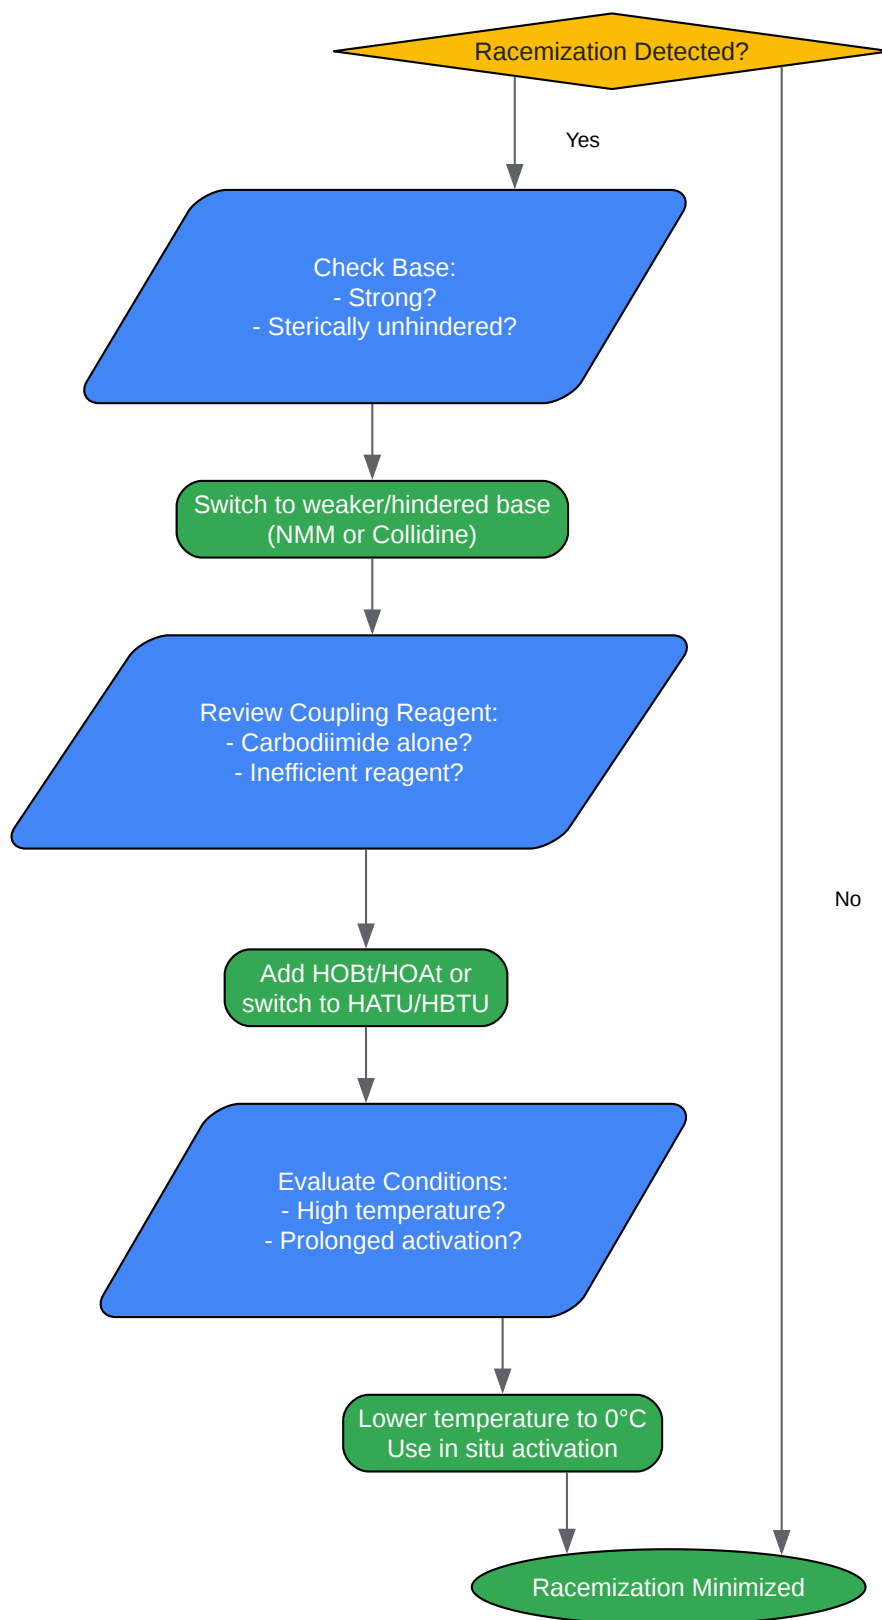 Racemization Detected?
Yes
Check Base:
- Strong?
- Sterically unhindered?
Switch to weaker/hindered base
(NMM or Collidine)
Review Coupling Reagent:
- Carbodiimide alone?
- Inefficient reagent?
No
Add HOBt/HOAt or
switch to HATU/HBTU
Evaluate Conditions:
- High temperature?
- Prolonged activation?
Lower temperature to 0°C
Use in situ activation
Racemization Minimized